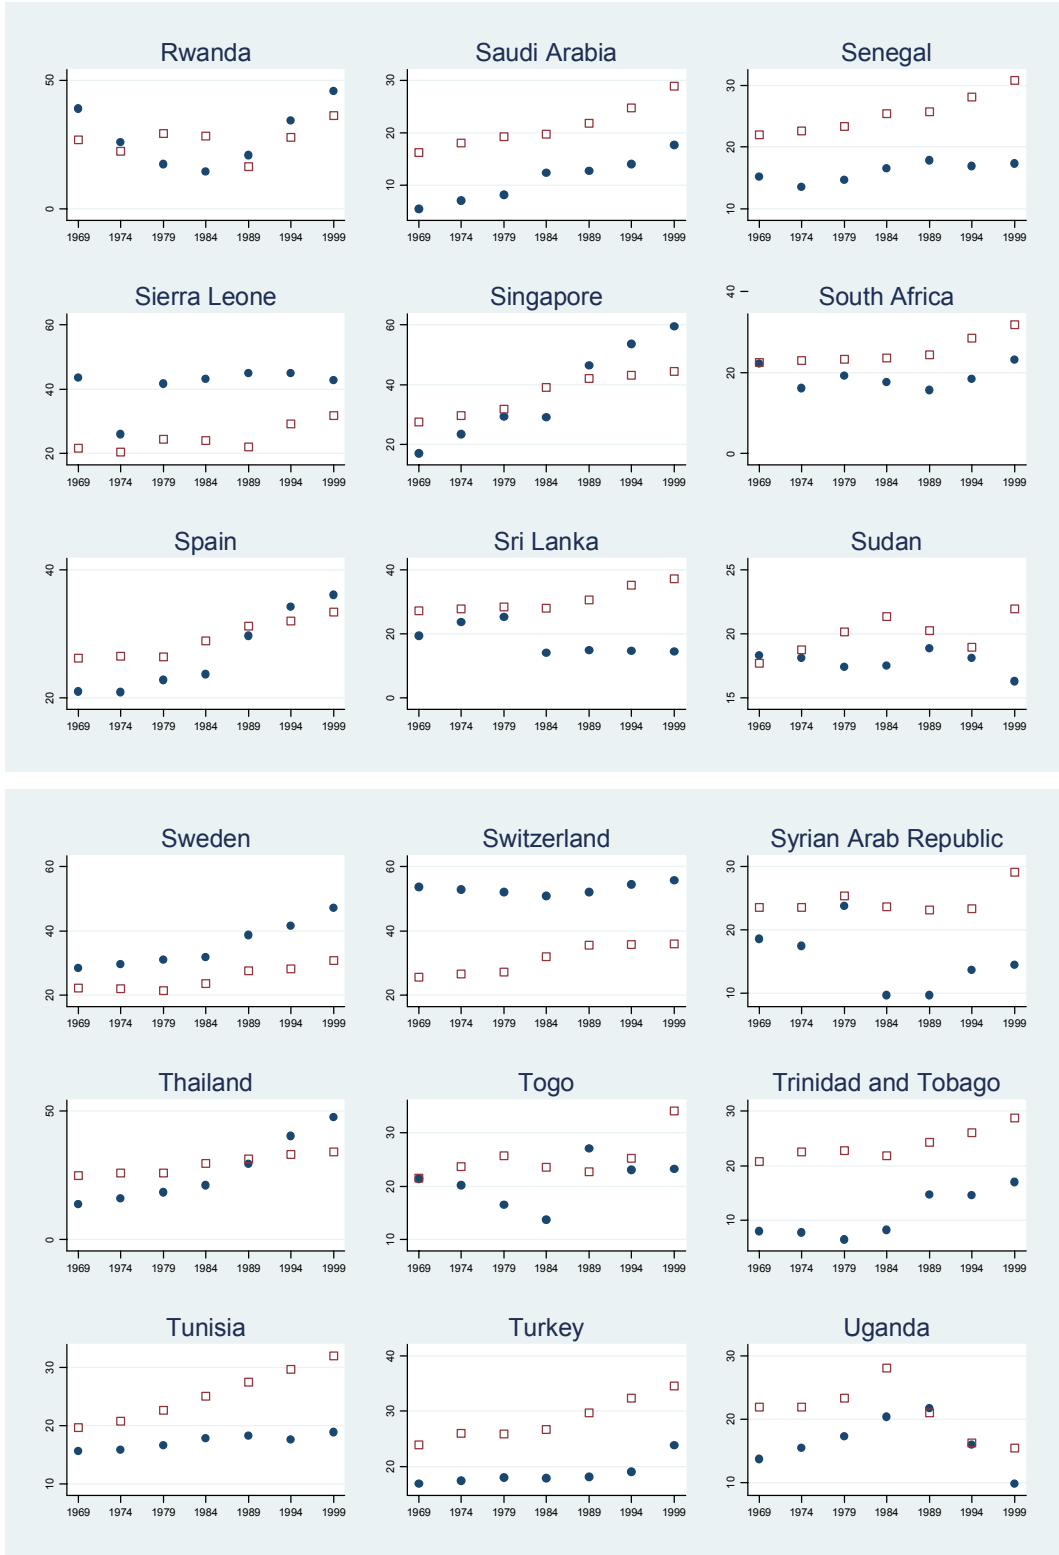 Rwanda Saudi Arabia Senegal
50 0 30 20 10 30 20 10
1969 1974 1979 1984 1989 1994 1999 1969 1974 1979 1984 1989 1994 1999 1969 1974 1979 1984 1989 1994 1999
Sierra Leone Singapore South Africa
60 40 20 60 40 20 40 20 0
1969 1974 1979 1984 1989 1994 1999 1969 1974 1979 1984 1989 1994 1999 1969 1974 1979 1984 1989 1994 1999
Spain Sri Lanka Sudan
40 20 40 20 0 25 20 15
1969 1974 1979 1984 1989 1994 1999 1969 1974 1979 1984 1989 1994 1999 1969 1974 1979 1984 1989 1994 1999
Sweden Switzerland Syrian Arab Republic
60 40 20 60 40 20 30 20 10
1969 1974 1979 1984 1989 1994 1999 1969 1974 1979 1984 1989 1994 1999 1969 1974 1979 1984 1989 1994 1999
Thailand Togo Trinidad and Tobago
50 0 30 20 10 30 20 10
1969 1974 1979 1984 1989 1994 1999 1969 1974 1979 1984 1989 1994 1999 1969 1974 1979 1984 1989 1994 1999
Tunisia Turkey Uganda
30 20 10 40 30 20 30 20 10
1969 1974 1979 1984 1989 1994 1999 1969 1974 1979 1984 1989 1994 1999 1969 1974 1979 1984 1989 1994 1999